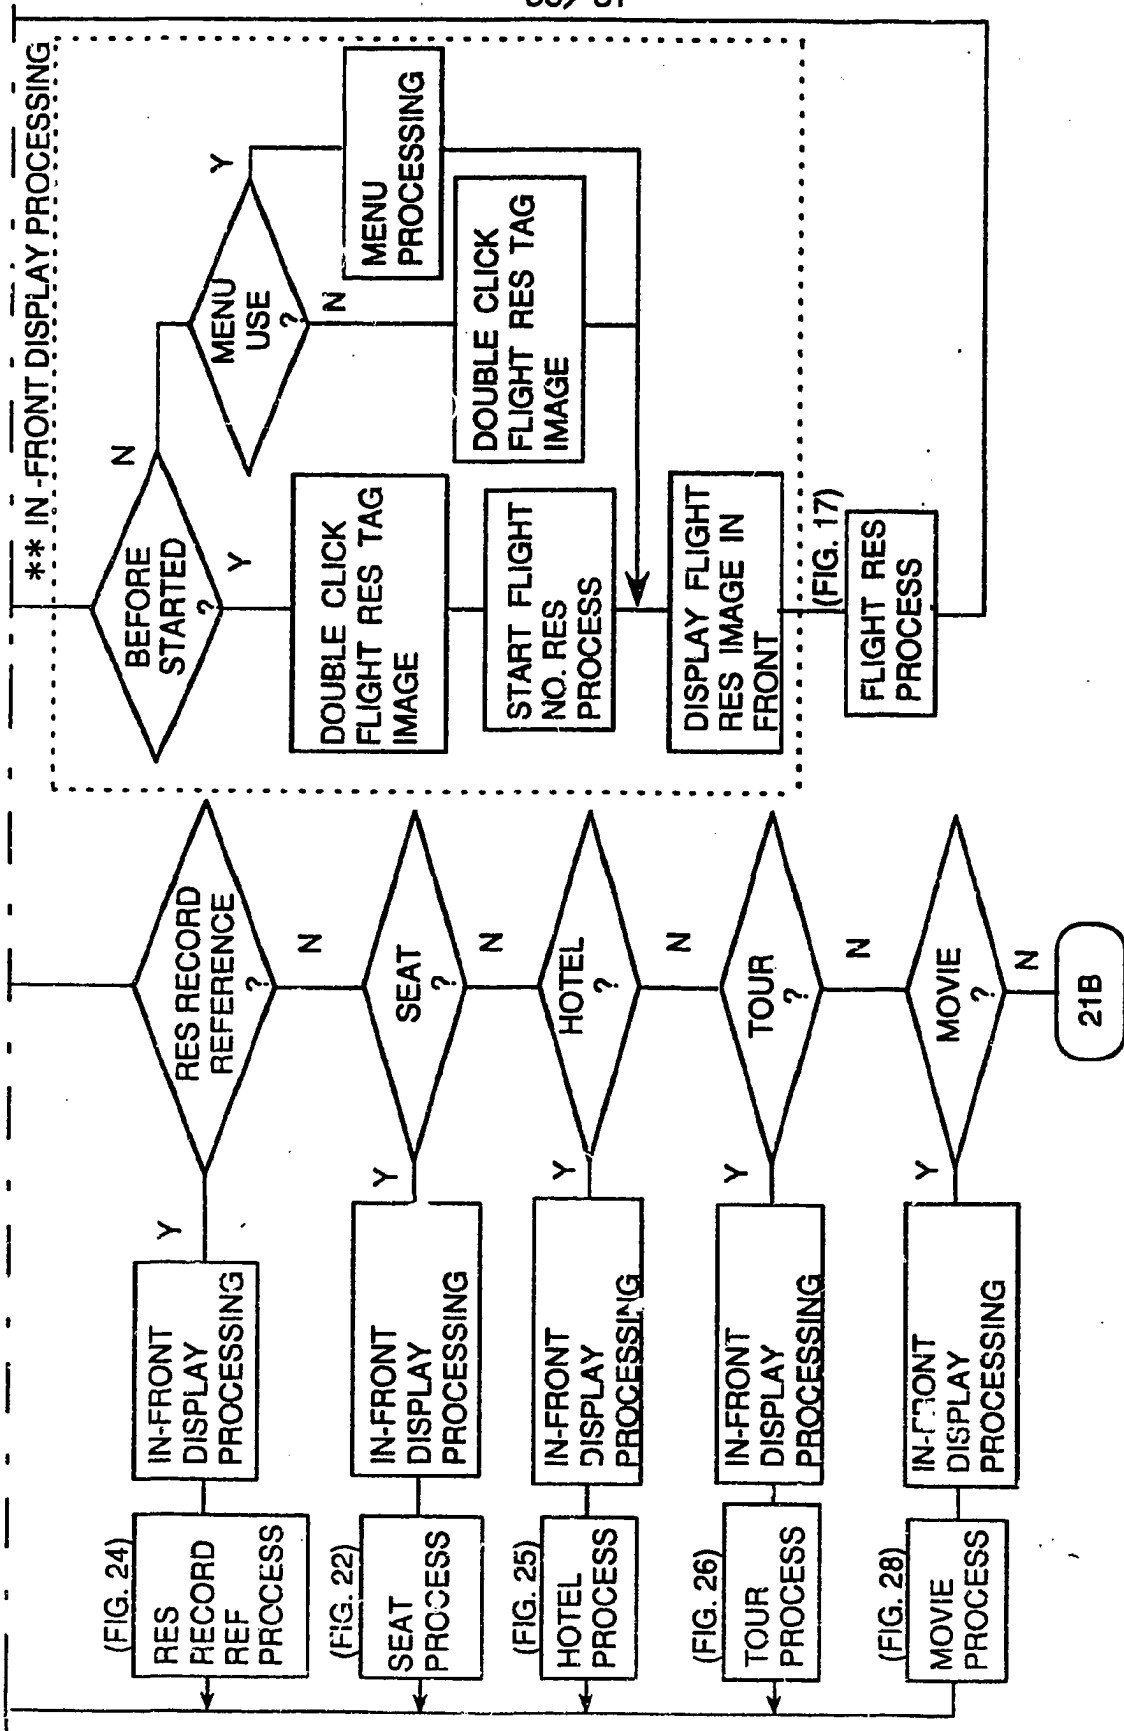 ** IN-FRONT DISPLAY PROCESSING
BEFORE
STARTED
?
N
Y
MENU
USE
?
Y
N
MENU
PROCESSING
DOUBLE CLICK
FLIGHT RES TAG
IMAGE
DOUBLE CLICK
FLIGHT RES TAG
IMAGE
START FLIGHT
NO. RES
PROCESS
DISPLAY FLIGHT
RES IMAGE IN
FRONT
(FIG. 17)
FLIGHT RES
PROCESS
RES RECORD
REFERENCE
?
Y
N
IN-FRONT
DISPLAY
PROCESSING
(FIG. 24)
RES
RECORD
REF
PROCESS
SEAT
?
Y
N
IN-FRONT
DISPLAY
PROCESSING
(FIG. 22)
SEAT
PROCESS
HOTEL
?
Y
N
IN-FRONT
DISPLAY
PROCESSING
(FIG. 25)
HOTEL
PROCESS
TOUR
?
Y
N
IN-FRONT
DISPLAY
PROCESSING
(FIG. 26)
TOUR
PROCESS
MOVIE
?
Y
N
IN-FRONT
DISPLAY
PROCESSING
(FIG. 28)
MOVIE
PROCESS
21B